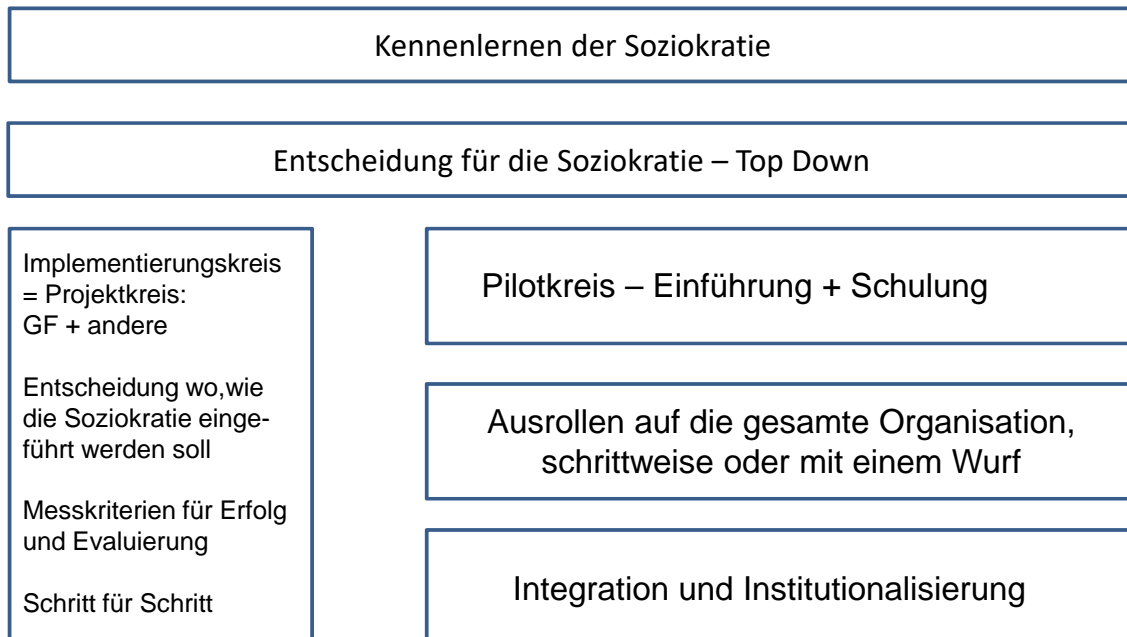 Kennenlernen der Soziokratie
Entscheidung für die Soziokratie – Top Down
Implementierungskreis
= Projektkreis:
GF + andere
Entscheidung wo,wie
die Soziokratie einge-
führt werden soll
Messkriterien für Erfolg
und Evaluierung
Schritt für Schritt
Pilotkreis – Einführung + Schulung
Ausrollen auf die gesamte Organisation,
schrittweise oder mit einem Wurf
Integration und Institutionalisierung